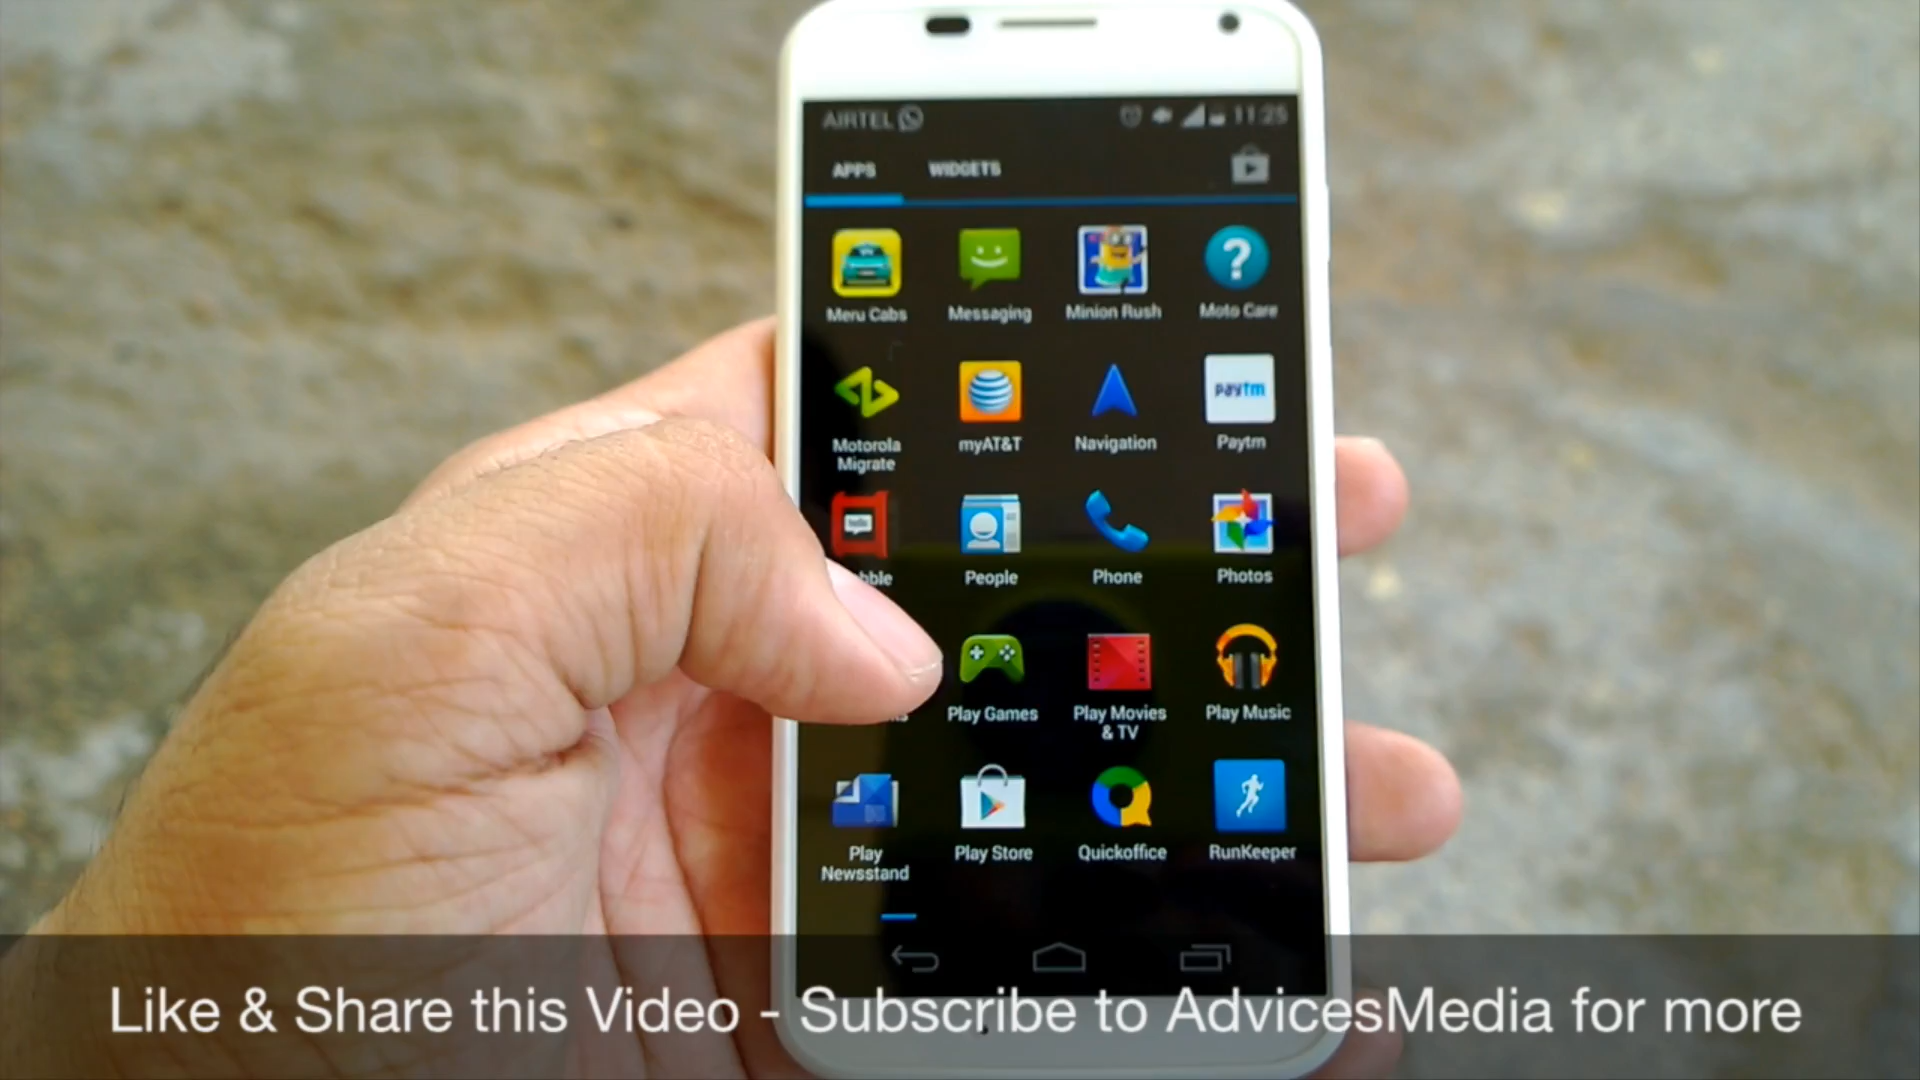 AIRTEL 11:25
APPS WIDGETS
Meru Cabs Messaging Minion Rush Moto Care
paytm
Motorola Migrate myAT&T Navigation Paytm
hello
People Phone Photos
Play Games Play Movies & TV Play Music
Play Newsstand Play Store Quickoffice RunKeeper
Like & Share this Video - Subscribe to AdvicesMedia for more